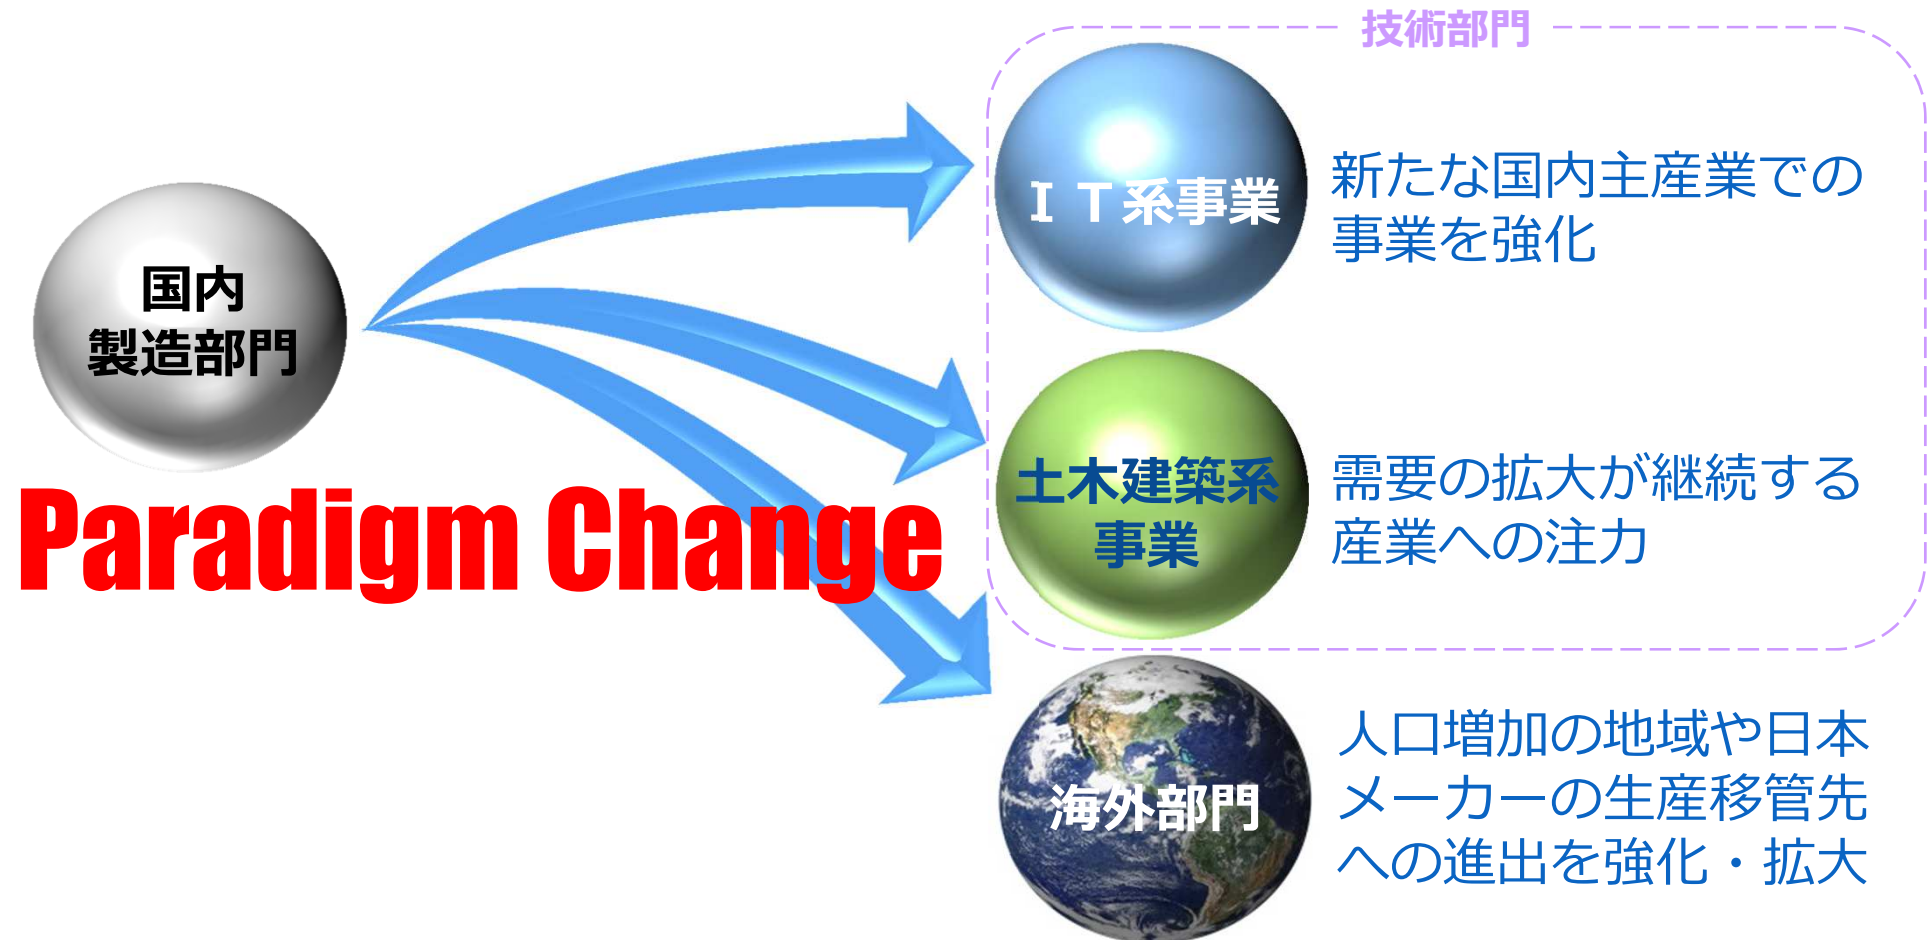 技術部門
ＩＴ系事業
新たな国内主産業での
事業を強化
国内
製造部門
Paradigm Change
土木建築系
事業
需要の拡大が継続する
産業への注力
海外部門
人口増加の地域や日本
メーカーの生産移管先
への進出を強化・拡大